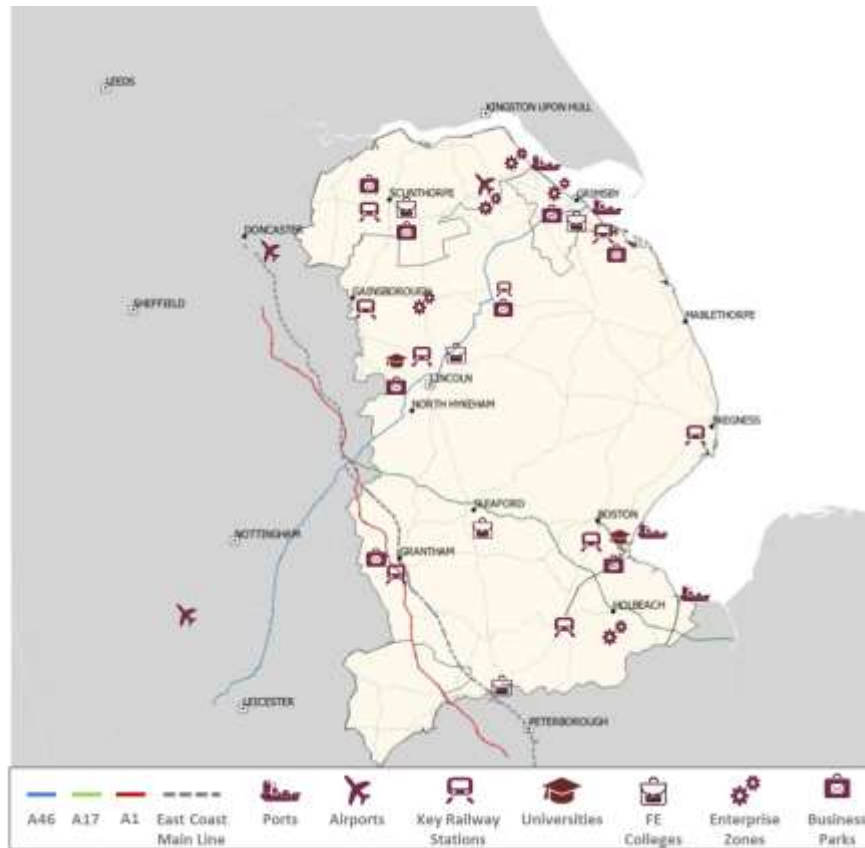 LEEDS
KINGSTON UPON HULL
SCUNTHORPE
GRIMSBY
DONCASTER
GAINSBOROUGH
SHEFFIELD
MABLETHORPE
LINCOLN
NORTH HYKEHAM
SKEGNESS
SLEAFORD
BOSTON
NOTTINGHAM
GRANTHAM
HOLBEACH
LEICESTER
PETERBOROUGH
A46 A17 A1 East Coast Ports Airports Key Railway Universities FE Enterprise Business
Main Line Stations Colleges Zones Parks